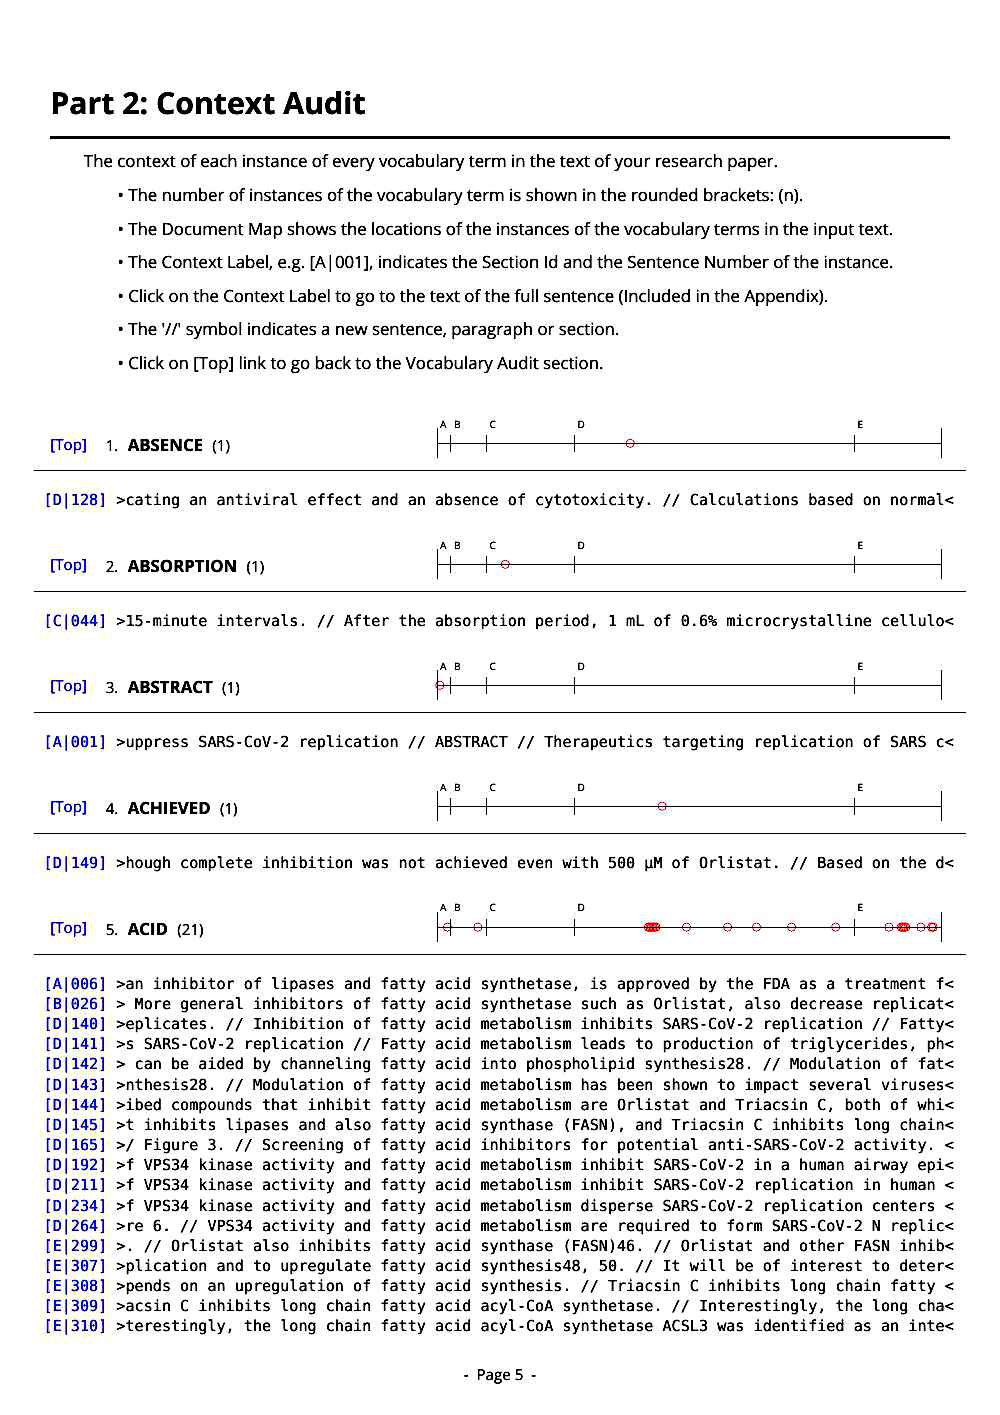 Part 2: Context Audit
The context of each instance of every vocabulary term in the text of your research paper.
• The number of instances of the vocabulary term is shown in the rounded brackets: (n).
• The Document Map shows the locations of the instances of the vocabulary terms in the input text.
• The Context Label, e.g. [A|001], indicates the Section Id and the Sentence Number of the instance.
• Click on the Context Label to go to the text of the full sentence (Included in the Appendix).
• The '//' symbol indicates a new sentence, paragraph or section.
• Click on [Top] link to go back to the Vocabulary Audit section.
A B C D E
[Top] 1. ABSENCE (1)
[D|128] >cating an antiviral effect and an absence of cytotoxicity. // Calculations based on normal<
A B C D E
[Top] 2. ABSORPTION (1)
[C|044] >15-minute intervals. // After the absorption period, 1 mL of 0.6% microcrystalline cellulo<
A B C D E
[Top] 3. ABSTRACT (1)
[A|001] >uppress SARS-CoV-2 replication // ABSTRACT // Therapeutics targeting replication of SARS c<
A B C D E
[Top] 4. ACHIEVED (1)
[D|149] >hough complete inhibition was not achieved even with 500 µM of Orlistat. // Based on the d<
A B C D E
[Top] 5. ACID (21)
[A|006] >an inhibitor of lipases and fatty acid synthetase, is approved by the FDA as a treatment f<
[B|026] > More general inhibitors of fatty acid synthetase such as Orlistat, also decrease replicat<
[D|140] >eplicates. // Inhibition of fatty acid metabolism inhibits SARS-CoV-2 replication // Fatty<
[D|141] >s SARS-CoV-2 replication // Fatty acid metabolism leads to production of triglycerides, ph<
[D|142] > can be aided by channeling fatty acid into phospholipid synthesis28. // Modulation of fat<
[D|143] >nthesis28. // Modulation of fatty acid metabolism has been shown to impact several viruses<
[D|144] >ibed compounds that inhibit fatty acid metabolism are Orlistat and Triacsin C, both of whi<
[D|145] >t inhibits lipases and also fatty acid synthase (FASN), and Triacsin C inhibits long chain<
[D|165] >/ Figure 3. // Screening of fatty acid inhibitors for potential anti-SARS-CoV-2 activity. <
[D|192] >f VPS34 kinase activity and fatty acid metabolism inhibit SARS-CoV-2 in a human airway epi<
[D|211] >f VPS34 kinase activity and fatty acid metabolism inhibit SARS-CoV-2 replication in human <
[D|234] >f VPS34 kinase activity and fatty acid metabolism disperse SARS-CoV-2 replication centers <
[D|264] >re 6. // VPS34 activity and fatty acid metabolism are required to form SARS-CoV-2 N replic<
[E|299] >. // Orlistat also inhibits fatty acid synthase (FASN)46. // Orlistat and other FASN inhib<
[E|307] >plication and to upregulate fatty acid synthesis48, 50. // It will be of interest to deter<
[E|308] >pends on an upregulation of fatty acid synthesis. // Triacsin C inhibits long chain fatty <
[E|309] >acsin C inhibits long chain fatty acid acyl-CoA synthetase. // Interestingly, the long cha<
[E|310] >terestingly, the long chain fatty acid acyl-CoA synthetase ACSL3 was identified as an inte<
- Page 5 -